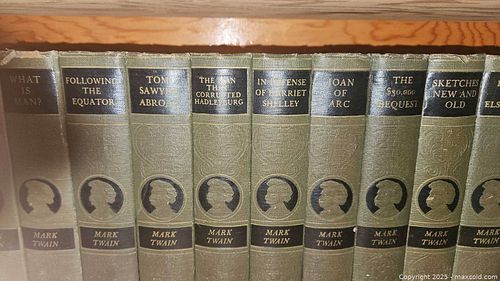 WHAT
IS
MAN?
MARK
TWAIN
FOLLOWING
THE
EQUATOR
MARK
TWAIN
TOM
SAWYER
ABROAD
MARK
TWAIN
THE MAN
THAT
CORRUPTED
HADLEYBURG
MARK
TWAIN
IN DEFENSE
OF HARRIET
SHELLEY
MARK
TWAIN
JOAN
OF
ARC
MARK
TWAIN
THE
$30,000
BEQUEST
MARK
TWAIN
SKETCHES
NEW AND
OLD
MARK
TWAIN
Copyright 2025 - maxsold.com